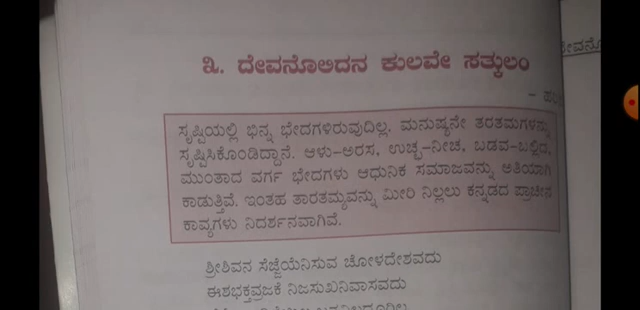 ೩. ದೇವನೊಲಿದನ ಕುಲವೇ ಸತ್ಕುಲಂ
ಸೃಷ್ಟಿಯಲ್ಲಿ ಭಿನ್ನ ಭೇದಗಳಿರುವುದಿಲ್ಲ. ಮನುಷ್ಯನೇ ತರತಮಗಳನ್ನು
ಸೃಷ್ಟಿಸಿಕೊಂಡಿದ್ದಾನೆ. ಆಳು-ಅರಸ, ಉಚ್ಛ-ನೀಚ, ಬಡವ-ಬಲ್ಲಿದ,
ಮುಂತಾದ ವರ್ಗ ಭೇದಗಳು ಆಧುನಿಕ ಸಮಾಜವನ್ನು ಅತಿಯಾಗಿ
ಕಾಡುತ್ತಿವೆ. ಇಂತಹ ತಾರತಮ್ಯವನ್ನು ಮೀರಿ ನಿಲ್ಲಲು ಕನ್ನಡದ ಪ್ರಾಚೀನ
ಕಾವ್ಯಗಳು ನಿದರ್ಶನವಾಗಿವೆ.
ಶ್ರೀಶಿವನ ಸೆಜ್ಜೆಯೆನಿಸುವ ಚೋಳದೇಶವದು
ಈಶಭಕ್ತವ್ರಜಕೆ ನಿಜಸುಖನಿವಾಸವದು